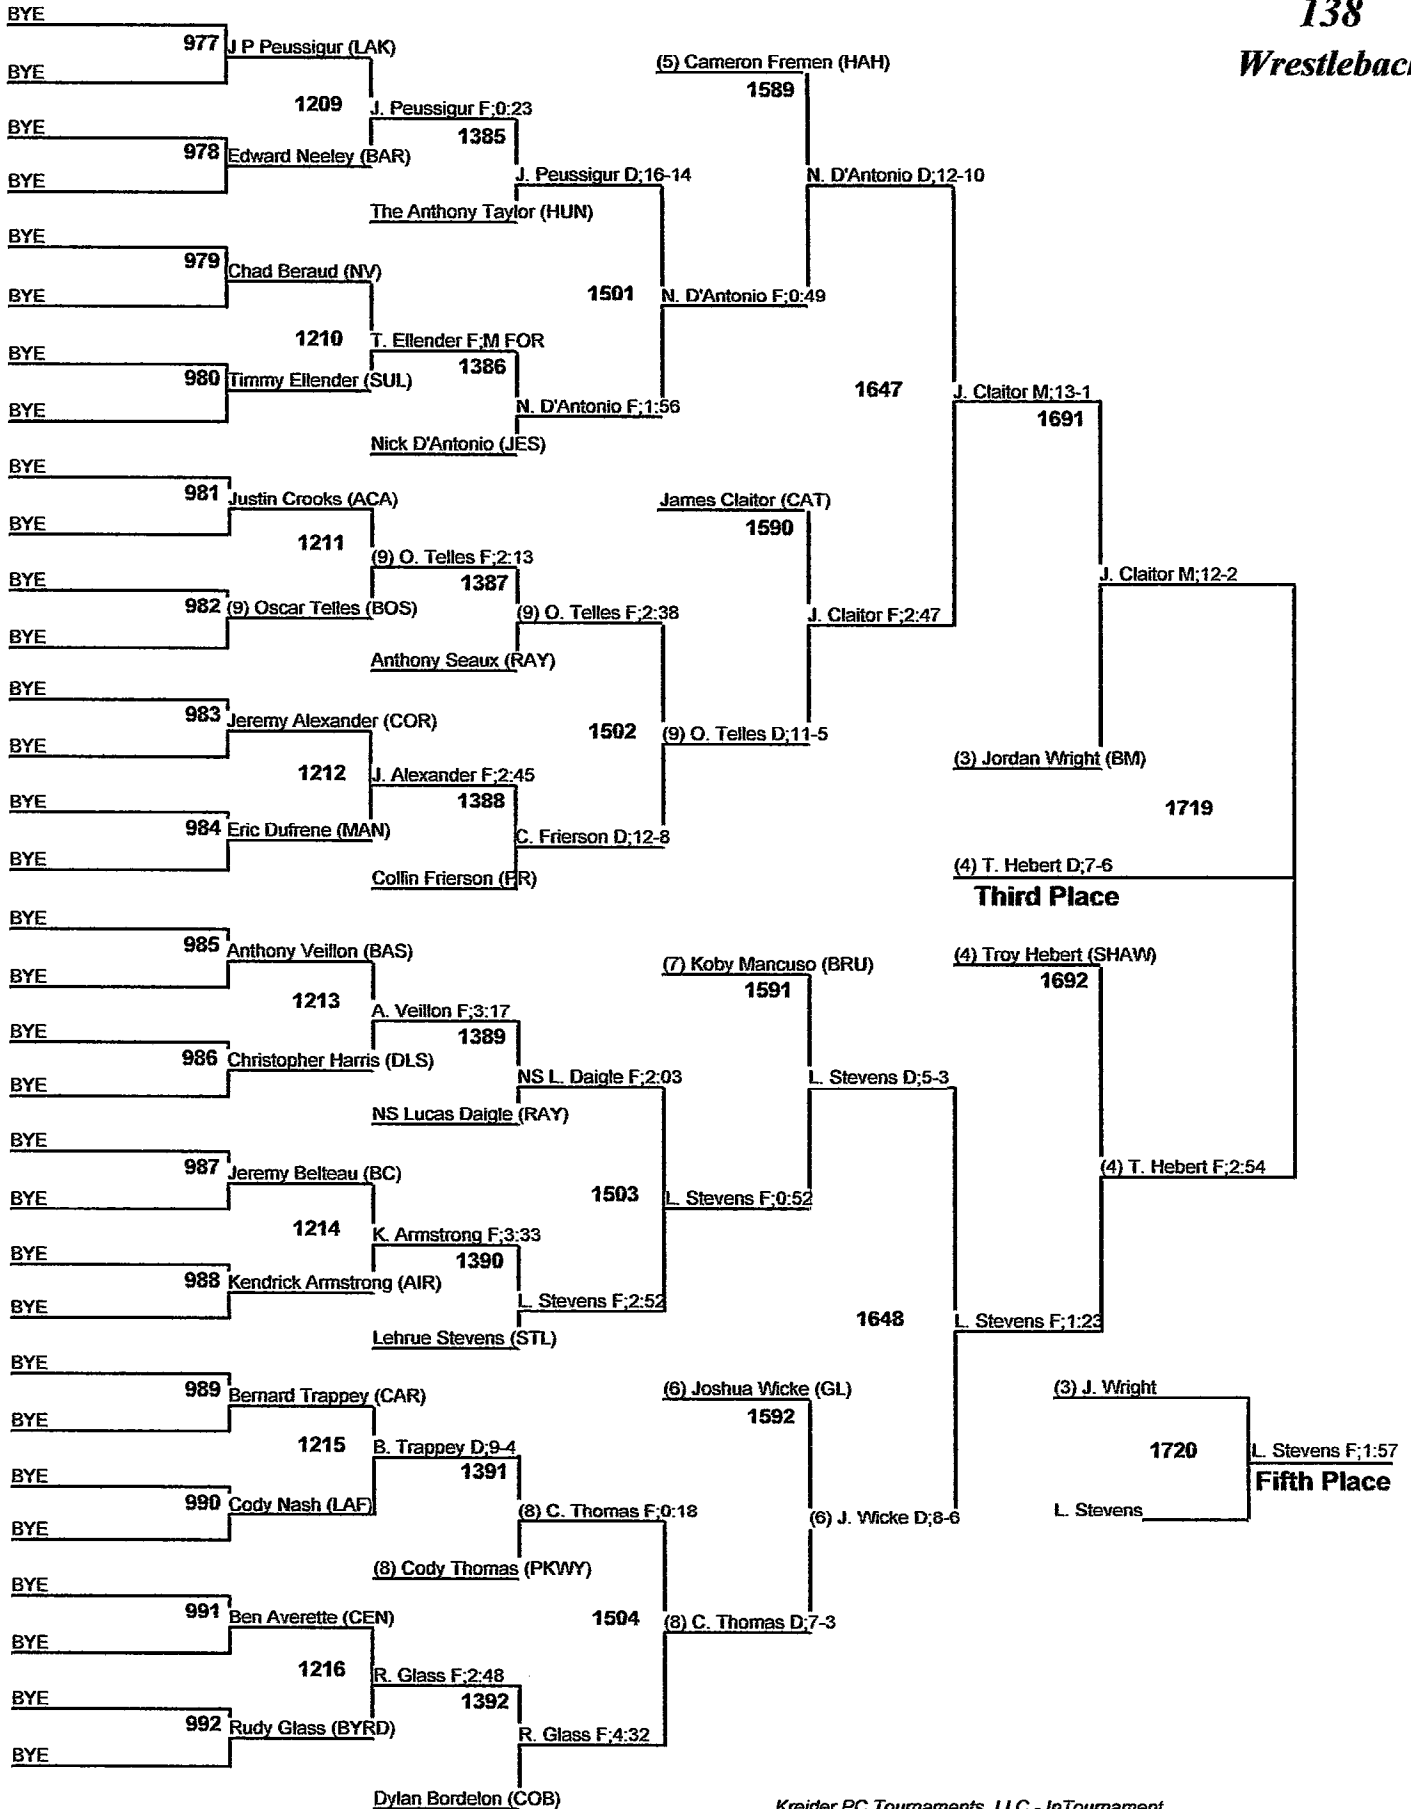 138
Wrestleback
BYE
977 J P Peussigur (LAK)
BYE
1209 J. Peussigur F;0:23
BYE
978 Edward Neeley (BAR)
BYE
1385 J. Peussigur D;16-14
The Anthony Taylor (HUN)
BYE
979 Chad Beraud (NV)
BYE
1210 T. Ellender F;M FOR
BYE
980 Timmy Ellender (SUL)
BYE
1386 N. D'Antonio F;1:56
Nick D'Antonio (JES)
1501 N. D'Antonio F;0:49
(5) Cameron Fremen (HAH)
1589 N. D'Antonio D;12-10
BYE
981 Justin Crooks (ACA)
BYE
1211 (9) O. Telles F;2:13
BYE
982 (9) Oscar Telles (BOS)
BYE
1387 (9) O. Telles F;2:38
Anthony Seaux (RAY)
BYE
983 Jeremy Alexander (COR)
BYE
1212 J. Alexander F;2:45
BYE
984 Eric Dufrene (MAN)
BYE
1388 C. Frierson D;12-8
Collin Frierson (PR)
1502 (9) O. Telles D;11-5
James Claitor (CAT)
1590 J. Claitor F;2:47
1647 J. Claitor M;13-1
1691 J. Claitor M;12-2
(3) Jordan Wright (BM)
1719
(4) T. Hebert D;7-6
Third Place
BYE
985 Anthony Veillon (BAS)
BYE
1213 A. Veillon F;3:17
BYE
986 Christopher Harris (DLS)
BYE
1389 NS L. Daigle F;2:03
NS Lucas Daigle (RAY)
BYE
987 Jeremy Belteau (BC)
BYE
1214 K. Armstrong F;3:33
BYE
988 Kendrick Armstrong (AIR)
BYE
1390 L. Stevens F;2:52
Lehrue Stevens (STL)
1503 L. Stevens F;0:52
(7) Koby Mancuso (BRU)
1591 L. Stevens D;5-3
(4) Troy Hebert (SHAW)
1692 (4) T. Hebert F;2:54
BYE
989 Bernard Trappey (CAR)
BYE
1215 B. Trappey D;9-4
BYE
990 Cody Nash (LAF)
BYE
1391 (8) C. Thomas F;0:18
(8) Cody Thomas (PKWY)
BYE
991 Ben Averette (CEN)
BYE
1216 R. Glass F;2:48
BYE
992 Rudy Glass (BYRD)
BYE
1392 R. Glass F;4:32
Dylan Bordelon (COB)
1504 (8) C. Thomas D;7-3
(6) Joshua Wicke (GL)
1592 (6) J. Wicke D;8-6
1648 L. Stevens F;1:23
(3) J. Wright
1720 L. Stevens F;1:57
Fifth Place
L. Stevens
Kreider PC Tournaments, LLC - InTournament